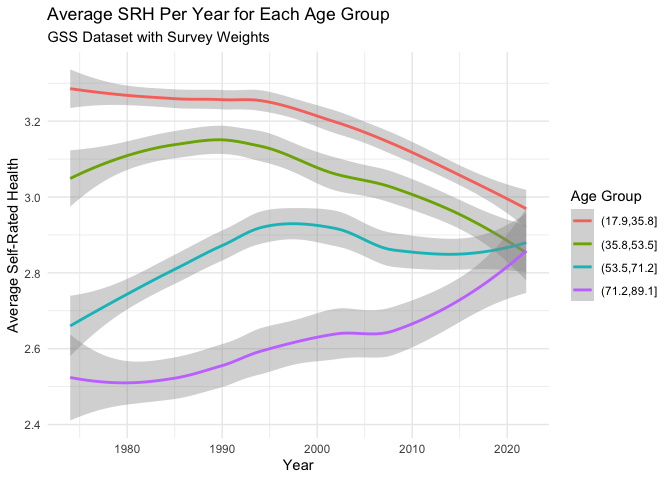 Average SRH Per Year for Each Age Group
GSS Dataset with Survey Weights
Average Self-Rated Health
3.2
3.0
2.8
2.6
2.4
1980 1990 2000 2010 2020
Year
Age Group
(17.9,35.8]
(35.8,53.5]
(53.5,71.2]
(71.2,89.1]